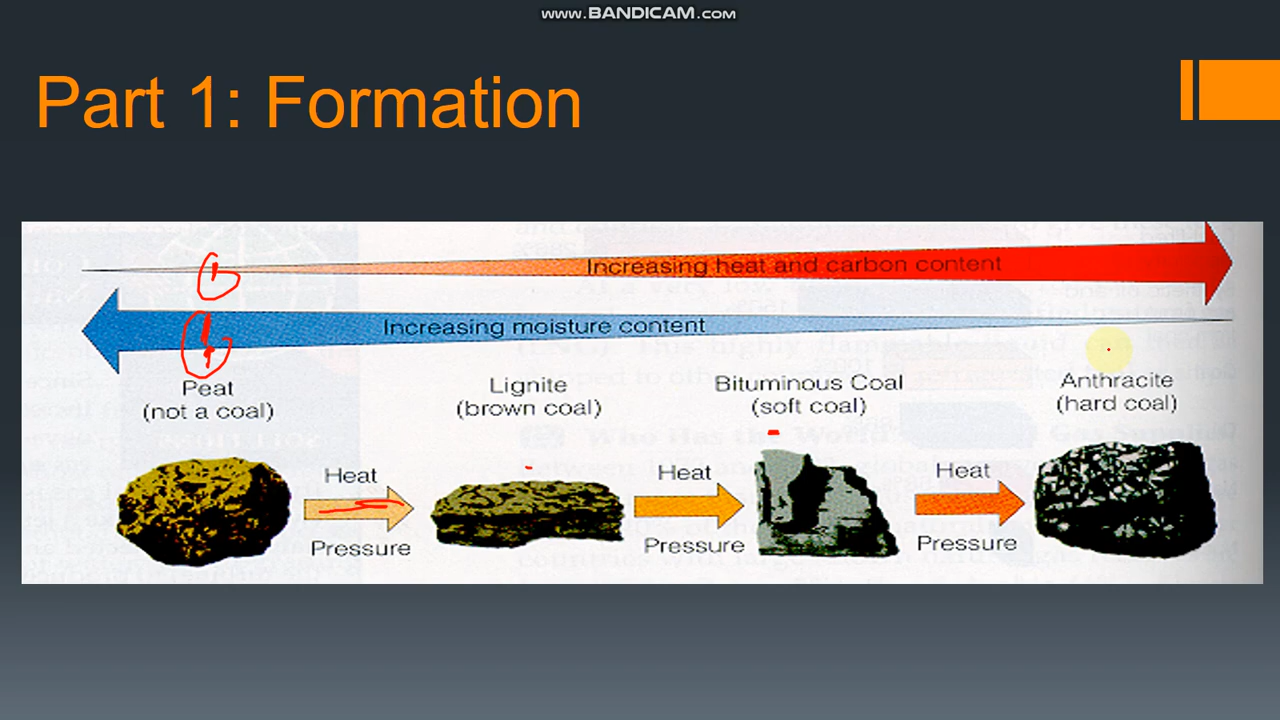 www.BANDICAM.com
Part 1: Formation
Increasing heat and carbon content
Increasing moisture content
Peat
(not a coal)
Lignite
(brown coal)
Bituminous Coal
(soft coal)
Anthracite
(hard coal)
Heat
Pressure
Heat
Pressure
Heat
Pressure